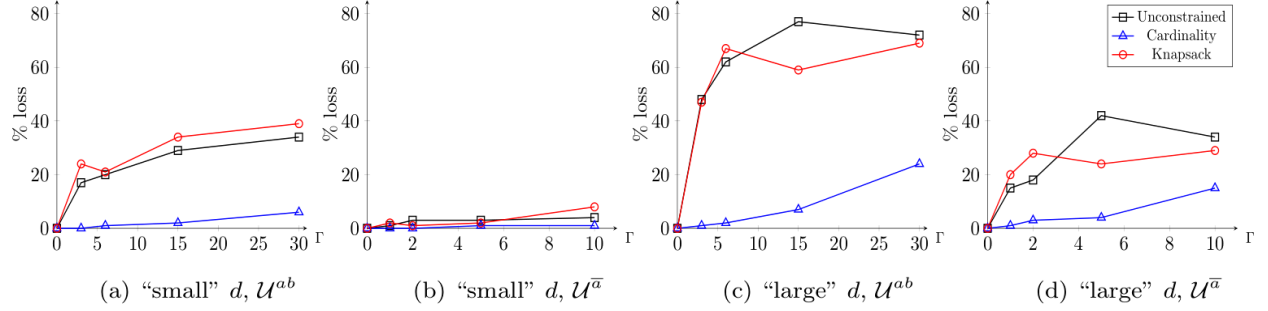 80
60
40
20
0
% loss
0 5 10 15 20 25 30 Γ
(a) “small” d, U^{ab}
80
60
40
20
0
% loss
0 2 4 6 8 10 Γ
(b) “small” d, U^{\overline{a}}
80
60
40
20
0
% loss
0 5 10 15 20 25 30 Γ
(c) “large” d, U^{ab}
80
60
40
20
0
% loss
0 2 4 6 8 10 Γ
(d) “large” d, U^{\overline{a}}
Unconstrained
Cardinality
Knapsack